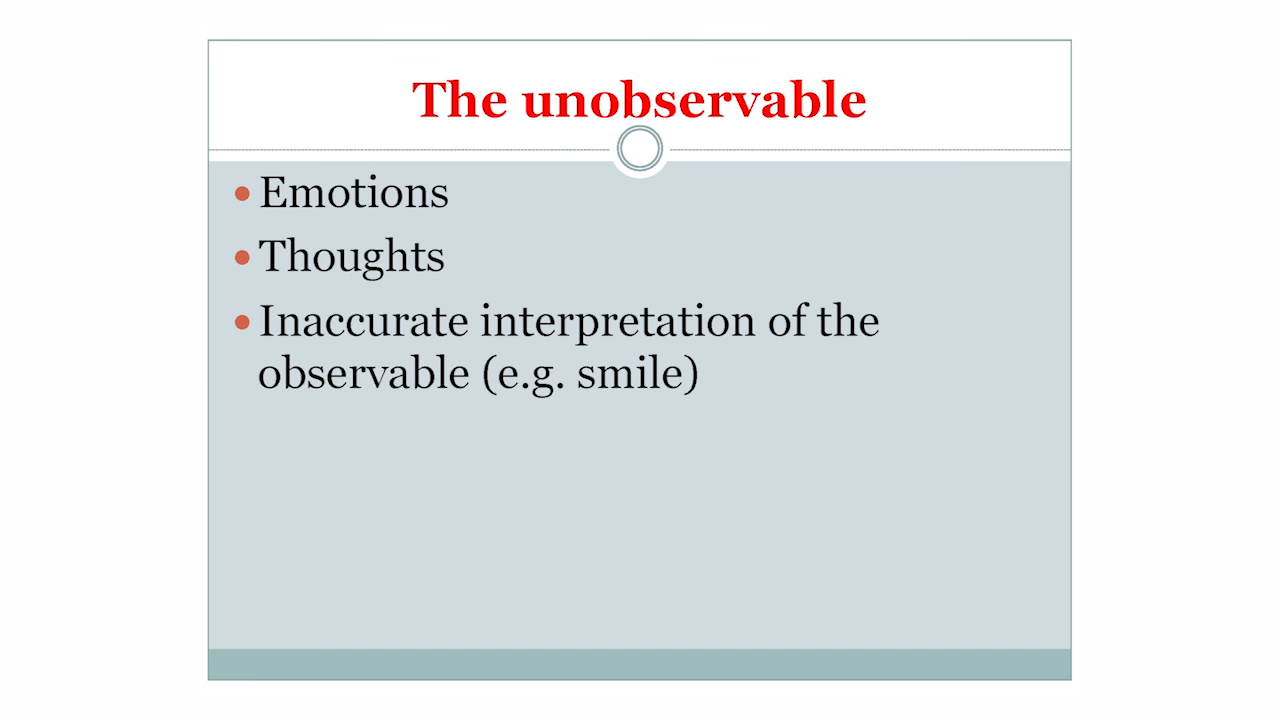 The unobservable
• Emotions
• Thoughts
• Inaccurate interpretation of the
observable (e.g. smile)